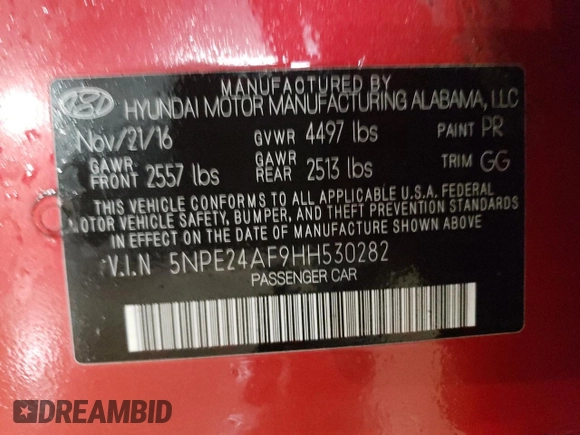 MANUFACTURED BY
HYUNDAI MOTOR MANUFACTURING ALABAMA, LLC
Nov/21/16 GVWR 4497 lbs PAINT PR
GAWR FRONT 2557 lbs GAWR REAR 2513 lbs TRIM GG
THIS VEHICLE CONFORMS TO ALL APPLICABLE U.S.A. FEDERAL
MOTOR VEHICLE SAFETY, BUMPER, AND THEFT PREVENTION
STANDARDS IN EFFECT ON THE DATE OF MANUFACTURE SHOWN ABOVE.
V.I.N 5NPE24AF9HH530282
PASSENGER CAR
DREAMBID